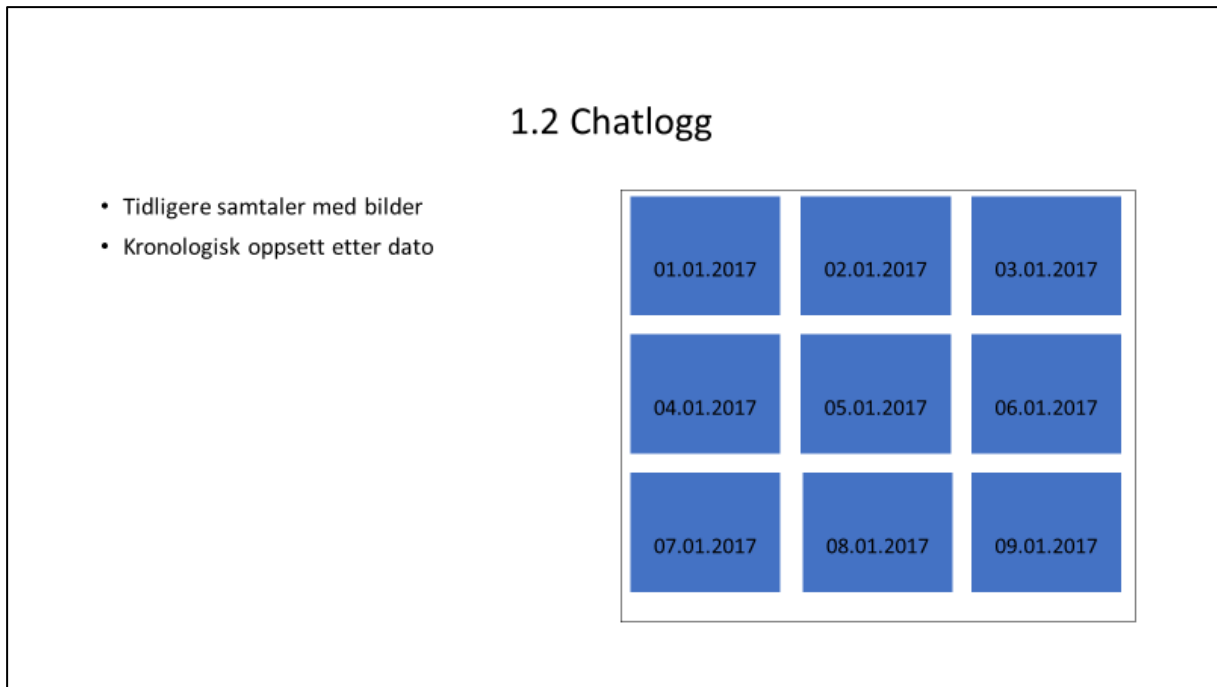 1.2 Chatlogg
• Tidligere samtaler med bilder
• Kronologisk oppsett etter dato
01.01.2017 02.01.2017 03.01.2017
04.01.2017 05.01.2017 06.01.2017
07.01.2017 08.01.2017 09.01.2017